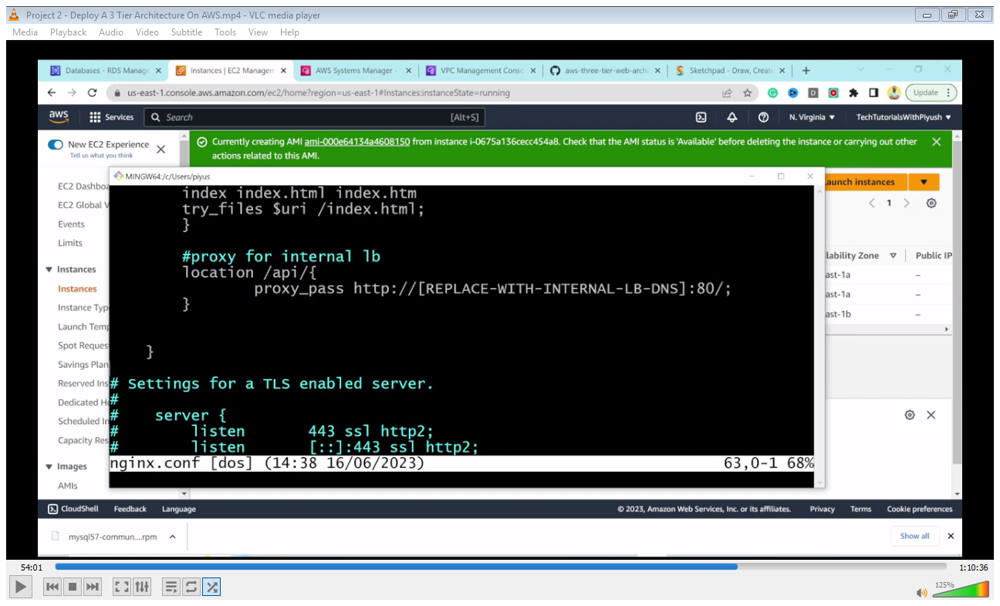 Project 2 - Deploy A 3 Tier Architecture On AWS.mp4 - VLC media player
Media Playback Audio Video Subtitle Tools View Help
Databases - RDS Manage Instances | EC2 Managem AWS Systems Manager - VPC Management Conso aws-three-tier-web-archi Sketchpad - Draw, Create
us-east-1.console.aws.amazon.com/ec2/home?region=us-east-1#Instances:instanceState=running Update
aws Services Search [Alt+S] N. Virginia TechTutorialsWithPiyush
New EC2 Experience
Tell us what you think
Currently creating AMI ami-000e64134a4608150 from instance i-0675a136cecc454a8. Check that the AMI status is 'Available' before deleting the instance or carrying out other
actions related to this AMI.
EC2 Dashboa
EC2 Global V
Events
Limits
Instances
Instances
Instance Typ
Launch Temp
Spot Reques
Savings Plan
Reserved Ins
Dedicated H
Scheduled In
Capacity Res
Images
AMIs
MINGW64:/c/Users/piyus
index index.html index.htm
try_files $uri /index.html;
}
#proxy for internal lb
location /api/{
proxy_pass http://[REPLACE-WITH-INTERNAL-LB-DNS]:80/;
}
}
# Settings for a TLS enabled server.
#
# server {
# listen 443 ssl http2;
# listen [::]:443 ssl http2;
nginx.conf [dos] (14:38 16/06/2023) 63,0-1 68%
aunch instances
1
lability Zone Public IP
ast-1a –
ast-1a –
ast-1b –
CloudShell Feedback Language © 2023, Amazon Web Services, Inc. or its affiliates. Privacy Terms Cookie preferences
mysql57-commun....rpm Show all
54:01 1:10:36
125%